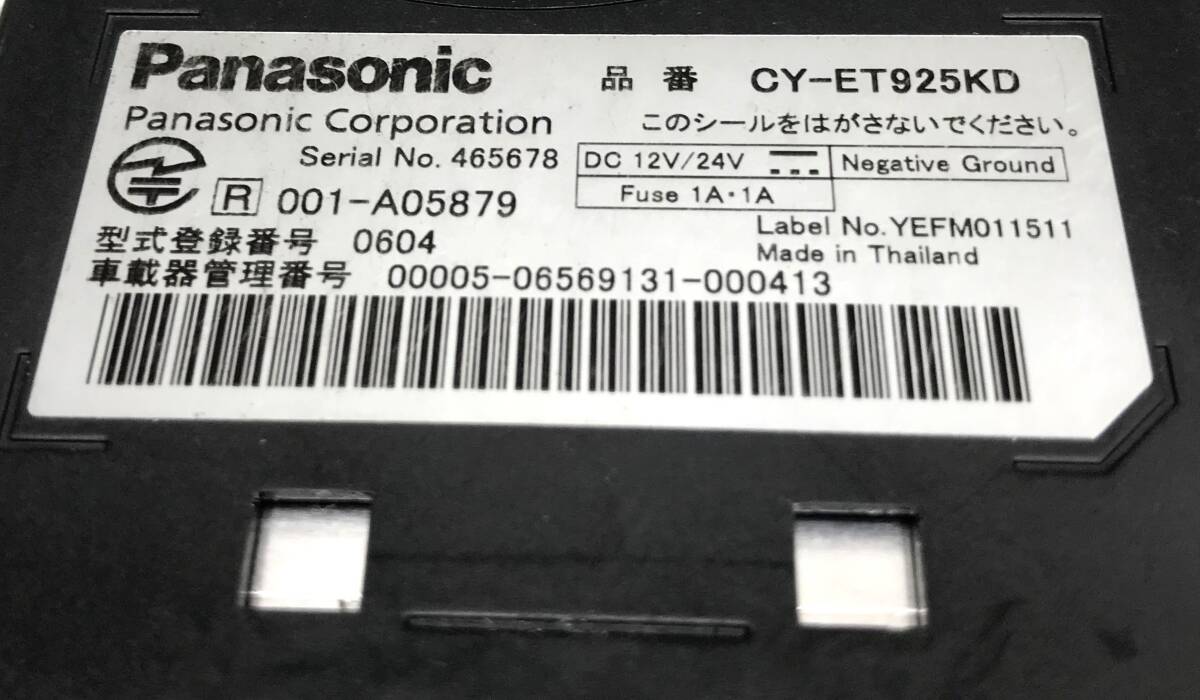 Panasonic 品番 CY-ET925KD
Panasonic Corporation このシールをはがさないでください。
Serial No. 465678 DC 12V/24V Negative Ground
R 001-A05879 Fuse 1A・1A
Label No. YEFM011511
型式登録番号 0604 Made in Thailand
車載器管理番号 00005-06569131-000413